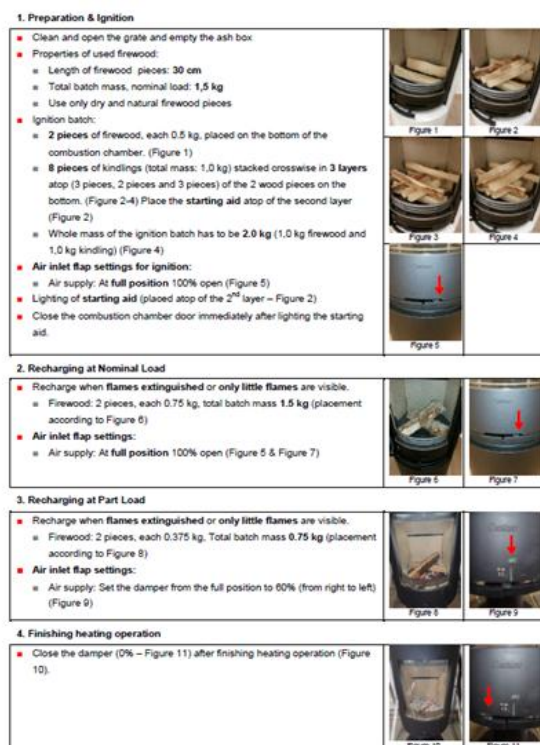 1. Preparation & Ignition
Clean and open the grate and empty the ash box
Properties of used firewood:
Length of firewood pieces: 30 cm
Total batch mass, nominal load: 1,5 kg
Use only dry and natural firewood pieces
Ignition batch:
2 pieces of firewood, each 0.5 kg, placed on the bottom of the
combustion chamber. (Figure 1)
8 pieces of kindlings (total mass: 1,0 kg) stacked crosswise in 3 layers
atop (3 pieces, 2 pieces and 3 pieces) of the 2 wood pieces on the
bottom. (Figure 2-4) Place the starting aid atop of the second layer
(Figure 2)
Whole mass of the ignition batch has to be 2.0 kg (1,0 kg firewood and
1,0 kg kindling) (Figure 4)
Air inlet flap settings for ignition:
Air supply: At full position 100% open (Figure 5)
Lighting of starting aid (placed atop of the 2nd layer – Figure 2)
Close the combustion chamber door immediately after lighting the starting
aid.
Figure 1
Figure 2
Figure 3
Figure 4
Figure 5
2. Recharging at Nominal Load
Recharge when flames extinguished or only little flames are visible.
Firewood: 2 pieces, each 0.75 kg, total batch mass 1.5 kg (placement
according to Figure 6)
Air inlet flap settings:
Air supply: At full position 100% open (Figure 5 & Figure 7)
Figure 6
Figure 7
3. Recharging at Part Load
Recharge when flames extinguished or only little flames are visible.
Firewood: 2 pieces, each 0.375 kg, Total batch mass 0.75 kg (placement
according to Figure 8)
Air inlet flap settings:
Air supply: Set the damper from the full position to 60% (from right to left)
(Figure 9)
Figure 8
Figure 9
4. Finishing heating operation
Close the damper (0% – Figure 11) after finishing heating operation (Figure
10).
Figure 10
Figure 11